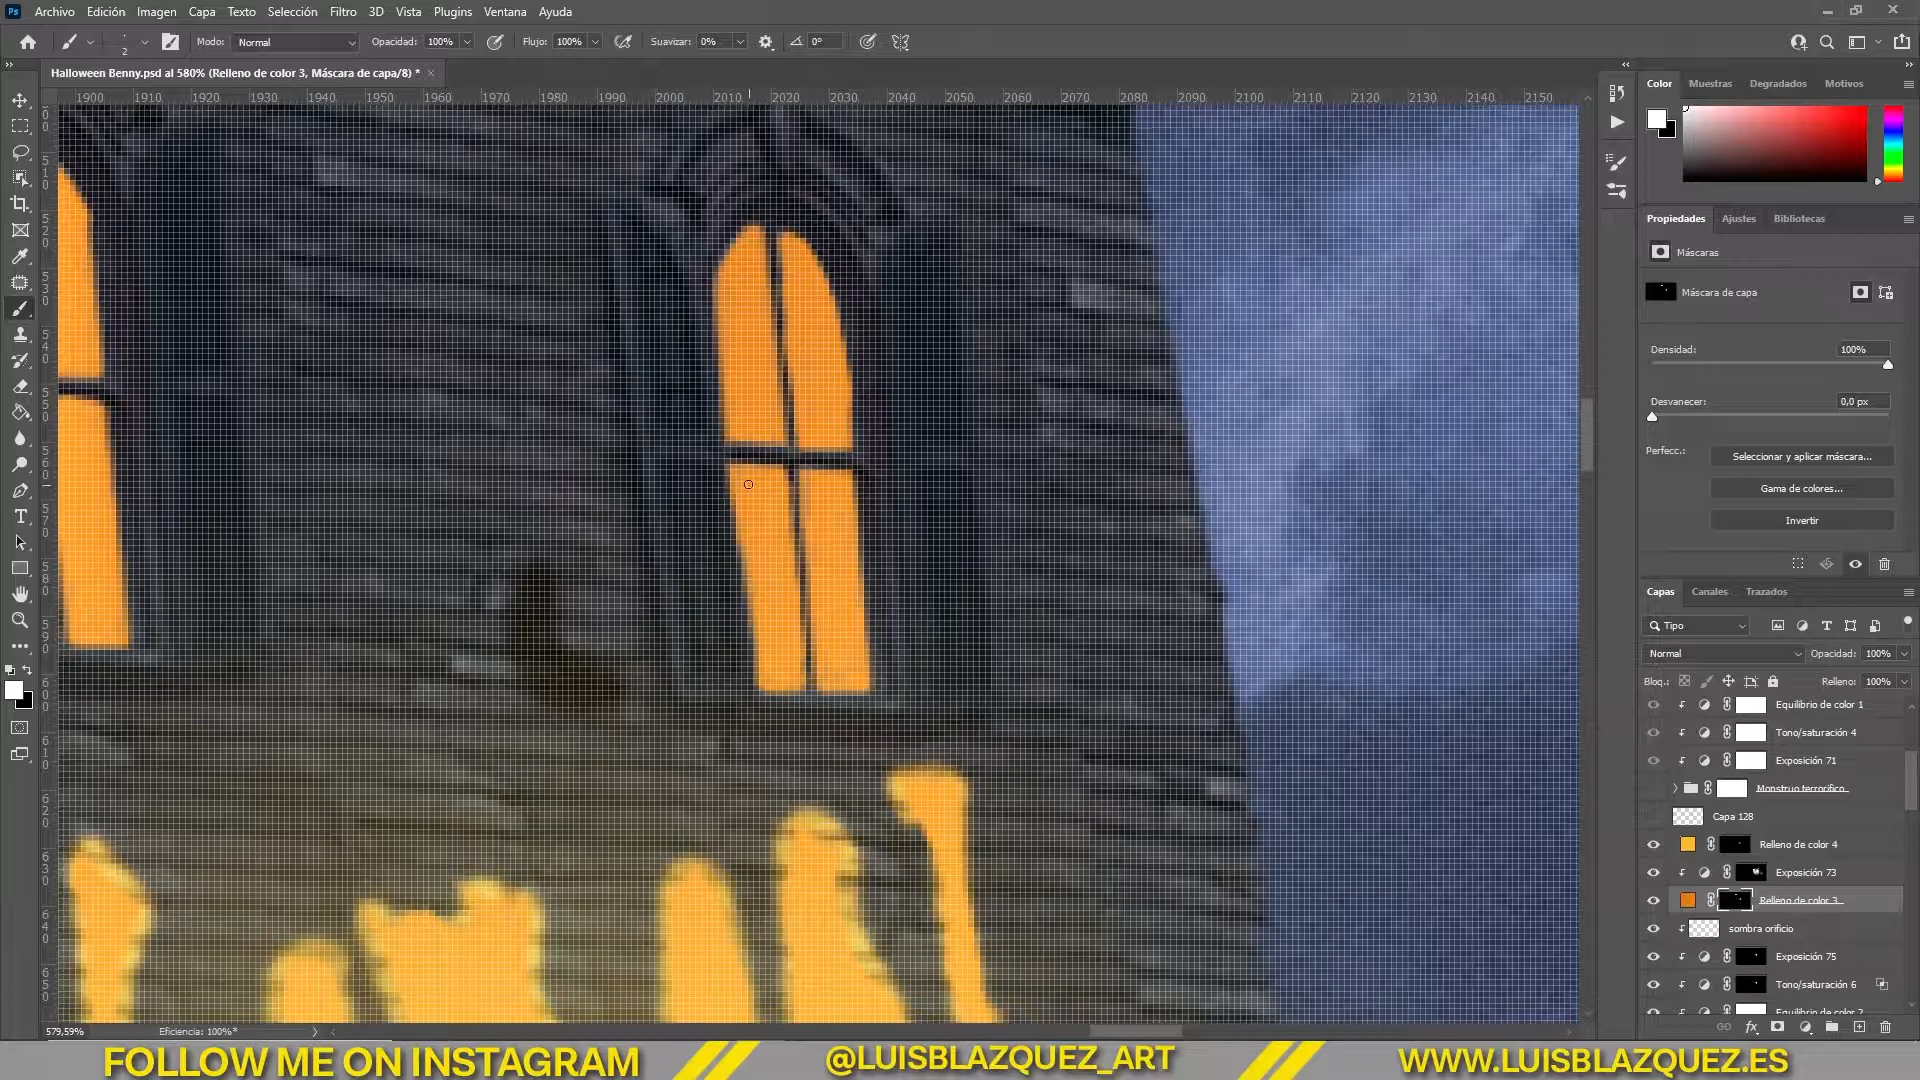 Ps Archivo Edición Imagen Capa Texto Selección Filtro 3D Vista Plugins Ventana Ayuda
2 Modo: Normal Opacidad: 100% Flujo: 100% Suavizar: 0% 0°
Halloween Benny.psd al 580% (Relleno de color 3, Máscara de capa/8) *
1900 1910 1920 1930 1940 1950 1960 1970 1980 1990 2000 2010 2020 2030 2040 2050 2060 2070 2080 2090 2100 2110 2120 2130 2140 2150
Color Muestras Degradados Motivos
Propiedades Ajustes Bibliotecas
Máscaras
Máscara de capa
Densidad: 100%
Desvanecer: 0,0 px
Perfecc.: Seleccionar y aplicar máscara...
Gama de colores...
Invertir
Capas Canales Trazados
Tipo
Normal Opacidad: 100%
Bloq.: Relleno: 100%
Equilibrio de color 1
Tono/saturación 4
Exposición 71
Monstruo terrorífico
Capa 128
Relleno de color 4
Exposición 73
Relleno de color 3
sombra orificio
Exposición 75
Tono/saturación 6
Equilibrio de color 2
579,59% Eficiencia: 100%*
FOLLOW ME ON INSTAGRAM @LUISBLAZQUEZ_ART WWW.LUISBLAZQUEZ.ES